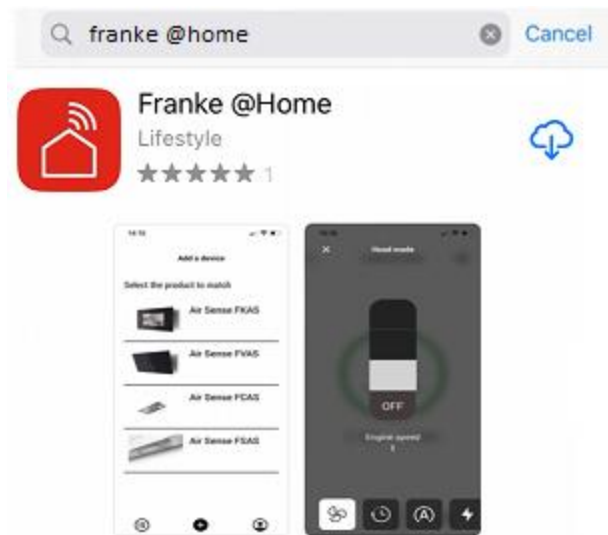 franke @home
Cancel
Franke @Home
Lifestyle
1
Add a device
Select the product to match
Air Sense FKAS
Air Sense FVAS
Air Sense FCAS
Air Sense FSAS
Hood mode
OFF
Engine speed